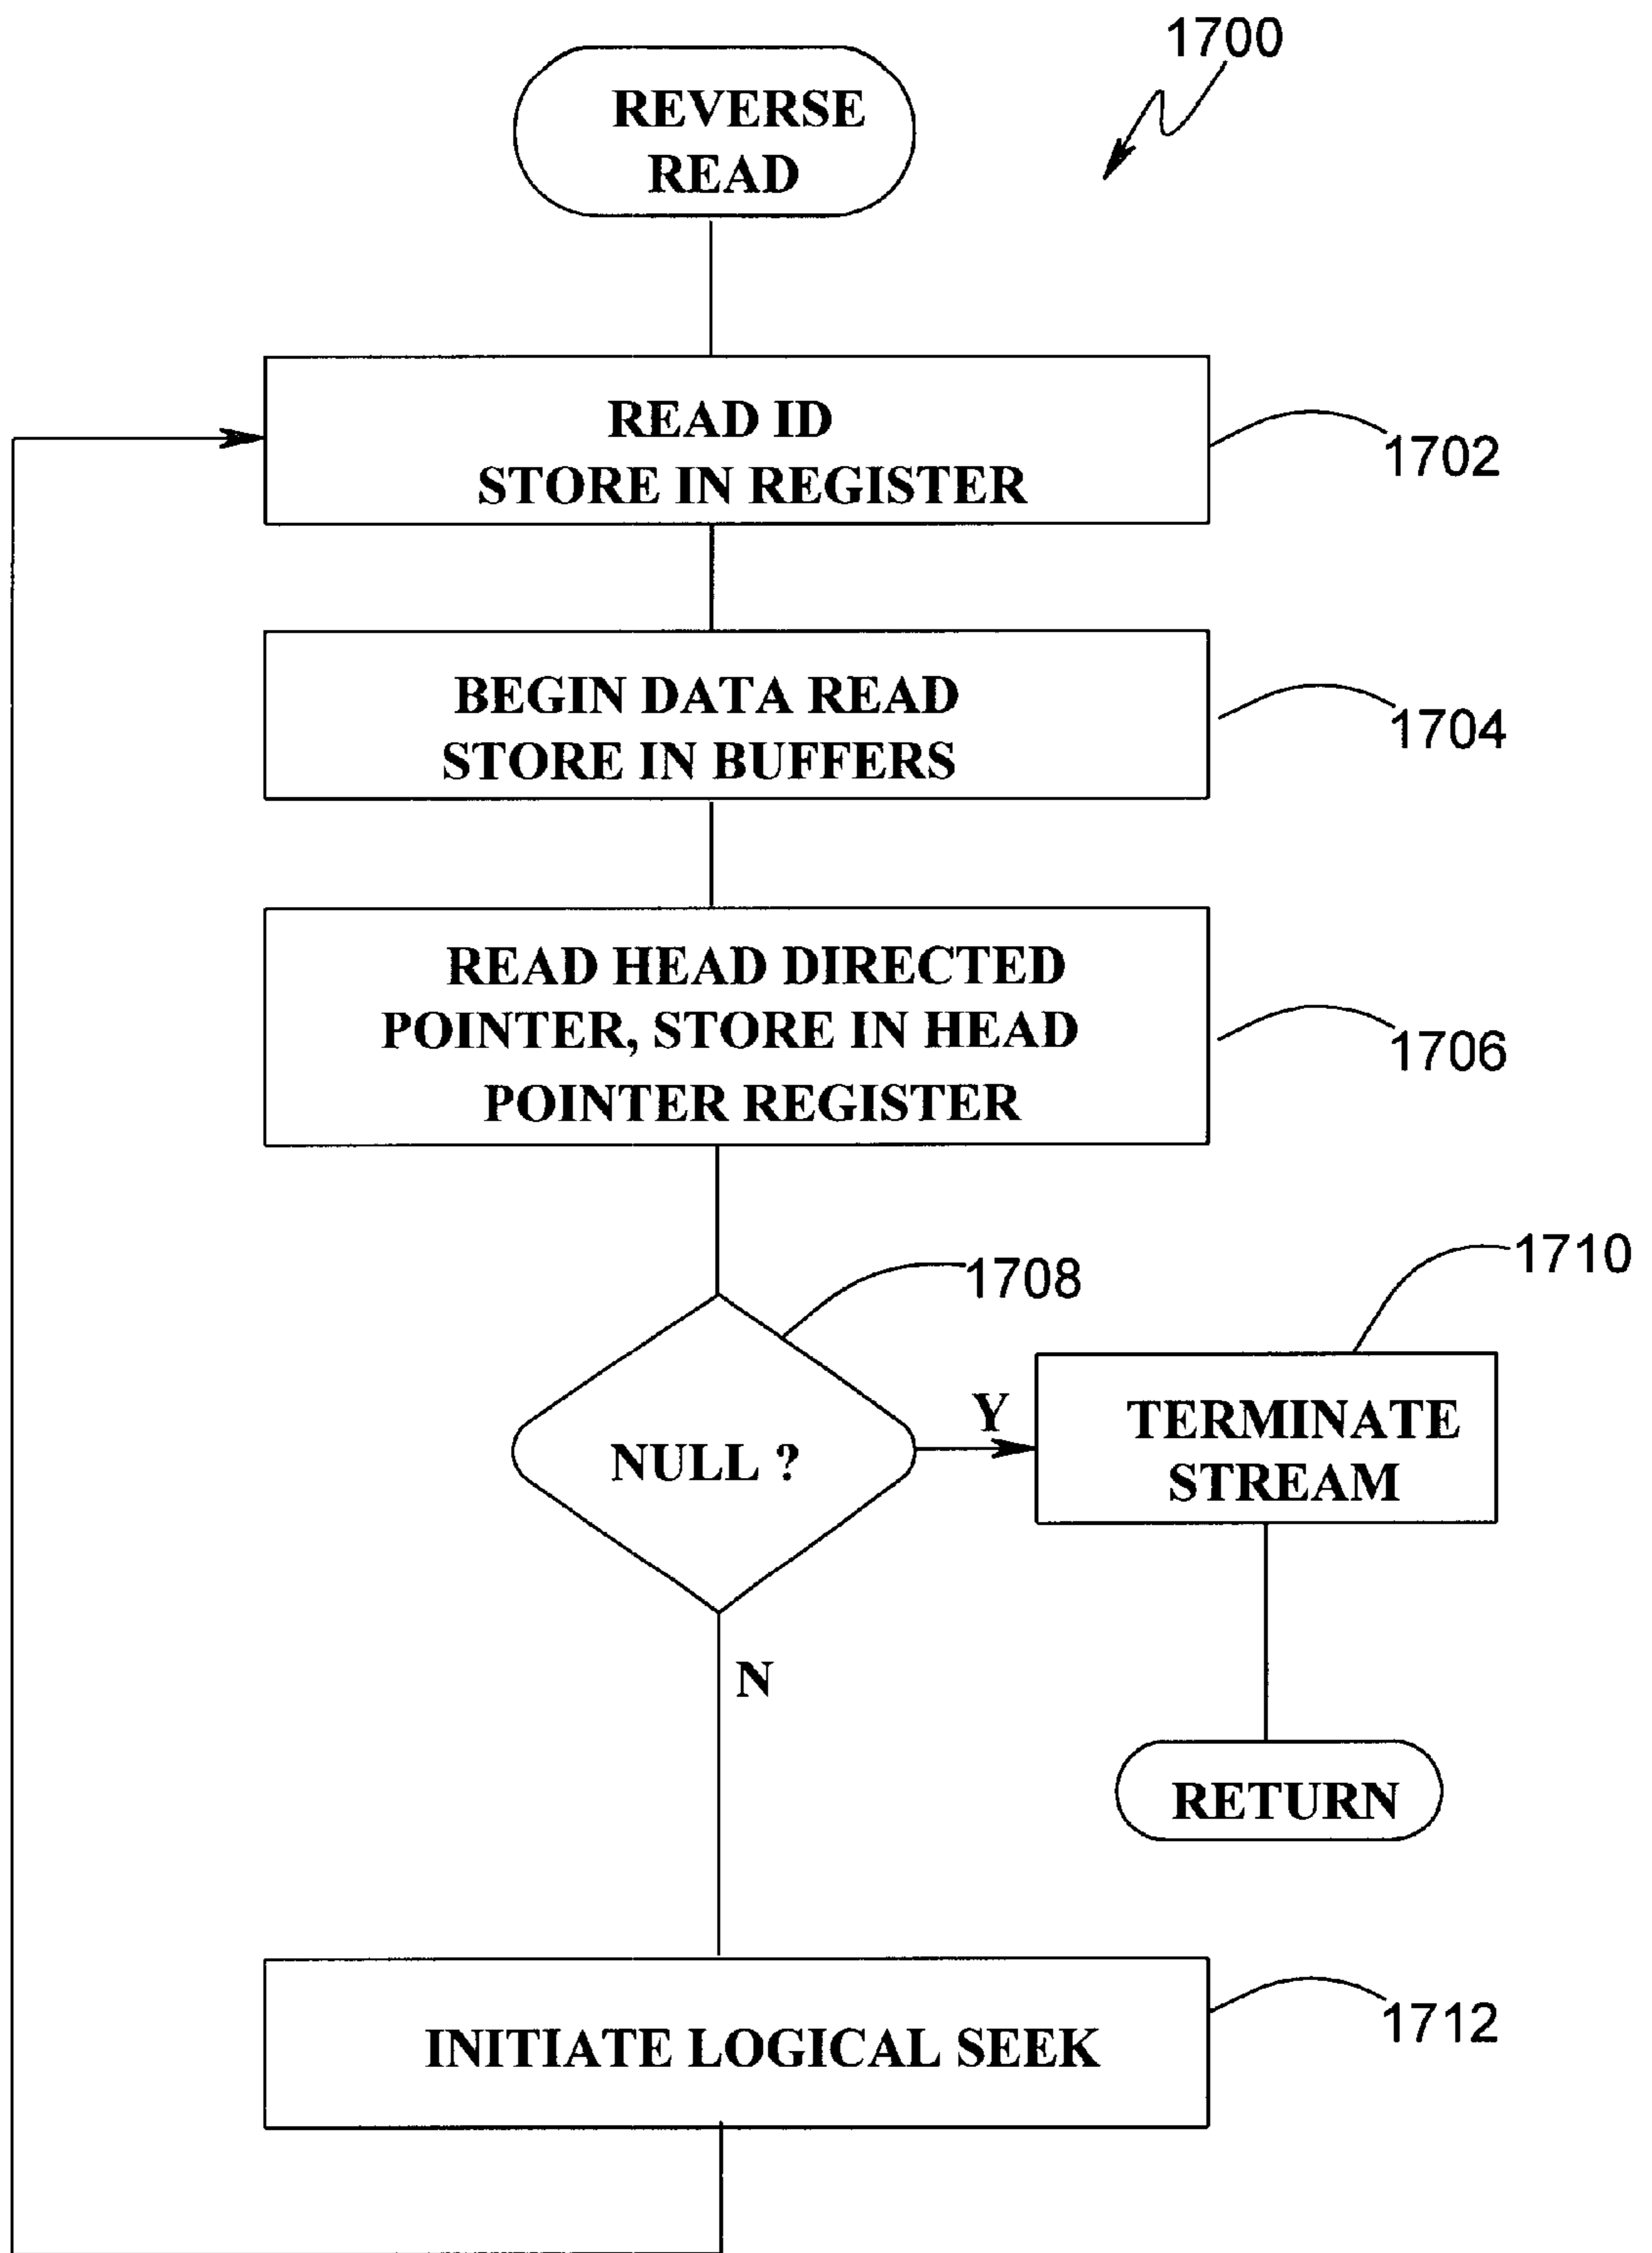 1700
REVERSE
READ
READ ID
STORE IN REGISTER
1702
BEGIN DATA READ
STORE IN BUFFERS
1704
READ HEAD DIRECTED
POINTER, STORE IN HEAD
POINTER REGISTER
1706
1708
NULL ?
Y
1710
TERMINATE
STREAM
N
RETURN
INITIATE LOGICAL SEEK
1712